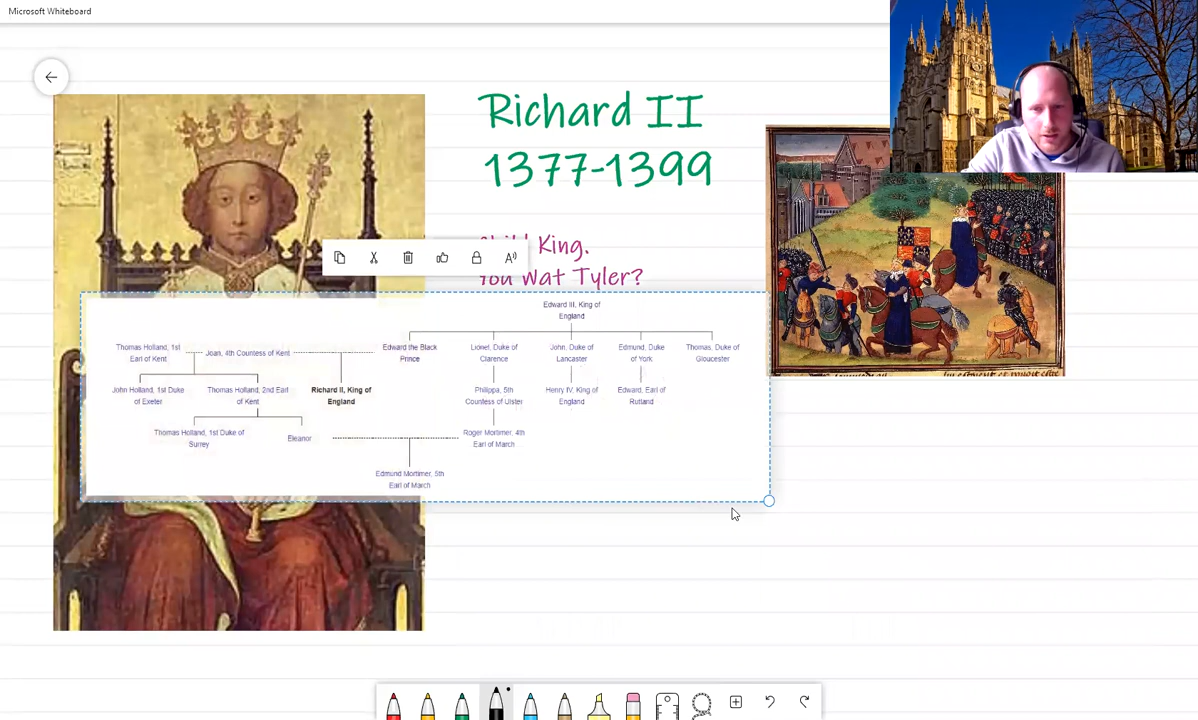 Microsoft Whiteboard
Richard II
1377-1399
King.
You Wat Tyler?
Edward III, King of
England
Thomas Holland, 1st
Earl of Kent
Joan, 4th Countess of Kent
Edward the Black
Prince
Lionel, Duke of
Clarence
John, Duke of
Lancaster
Edmund, Duke
of York
Thomas, Duke of
Gloucester
John Holland, 1st Duke
of Exeter
Thomas Holland, 2nd Earl
of Kent
Richard II, King of
England
Philippa, 5th
Countess of Ulster
Henry IV, King of
England
Edward, Earl of
Rutland
Thomas Holland, 1st Duke of
Surrey
Eleanor
Roger Mortimer, 4th
Earl of March
Edmund Mortimer, 5th
Earl of March